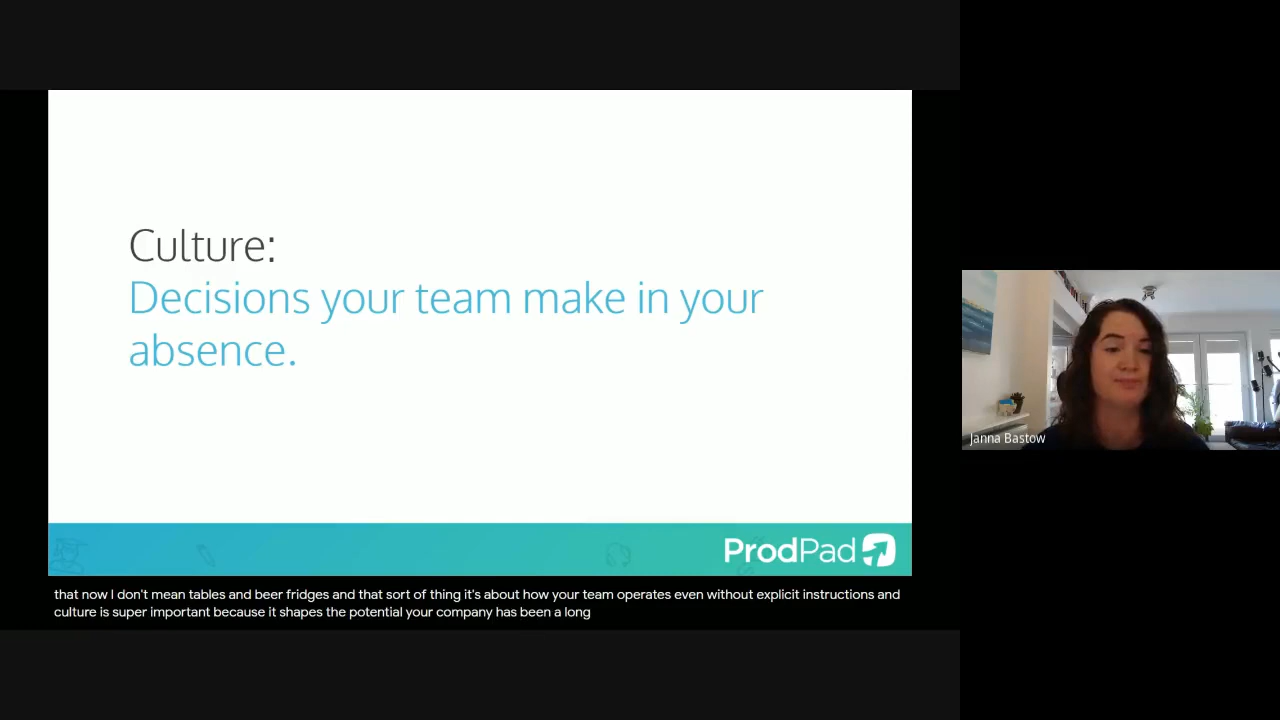 Culture:
Decisions your team make in your
absence.
ProdPad
Janna Bastow
that now I don't mean tables and beer fridges and that sort of thing it's about how your team operates even without explicit instructions and
culture is super important because it shapes the potential your company has been a long